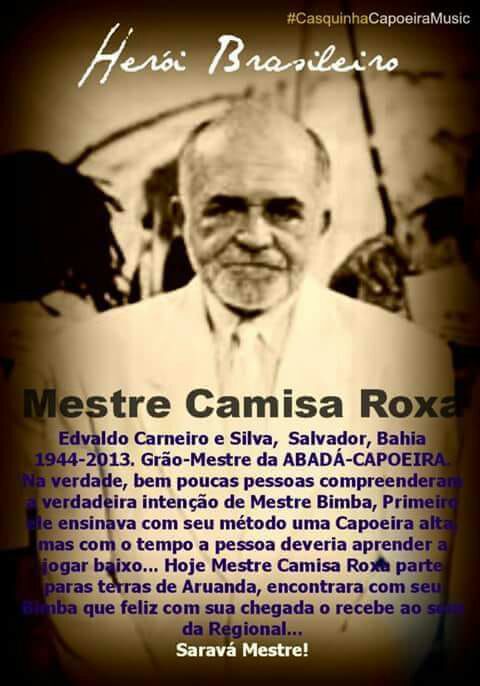 #CasquinhaCapoeiraMusic
Herói Brasileiro
Mestre Camisa Roxa
Edvaldo Carneiro e Silva, Salvador, Bahia
1944-2013. Grão-Mestre da ABADÁ-CAPOEIRA.
Na verdade, bem poucas pessoas compreenderam
a verdadeira intenção de Mestre Bimba, Primeiro
ele ensinava com seu método uma Capoeira alta,
mas com o tempo a pessoa deveria aprender a
jogar baixo... Hoje Mestre Camisa Roxa parte
paras terras de Aruanda, encontrara com seu
Bimba que feliz com sua chegada o recebe ao som
da Regional...
Saravá Mestre!